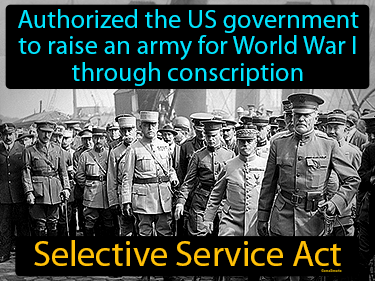 Authorized the US government
to raise an army for World War I
through conscription
Selective Service Act